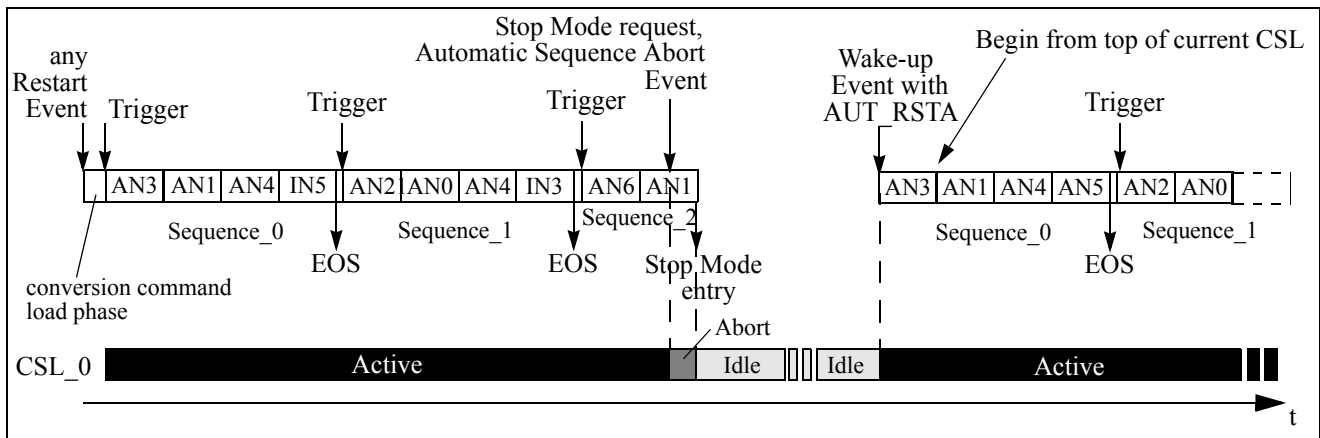 any
Restart
Event
Trigger
Trigger
Stop Mode request,
Automatic Sequence Abort
Event
Trigger
Wake-up
Event with
AUT_RSTA
Begin from top of current CSL
Trigger
AN3 AN1 AN4 IN5 AN21 AN0 AN4 IN3 AN6 AN1
AN3 AN1 AN4 AN5 AN2 AN0
Sequence_0
Sequence_1
Sequence_2
Sequence_0
Sequence_1
EOS
EOS
Stop Mode
entry
EOS
conversion command
load phase
Abort
CSL_0
Active
Idle
Idle
Active
t